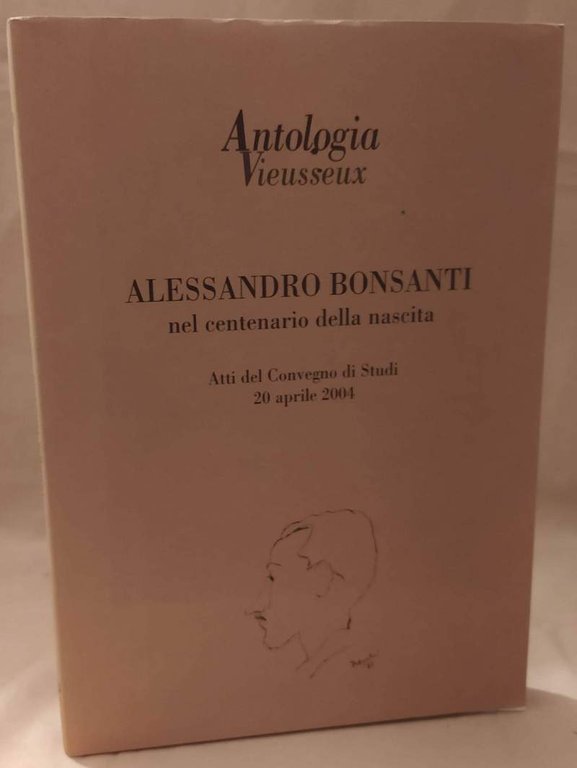 Antologia
Vieusseux
ALESSANDRO BONSANTI
nel centenario della nascita
Atti del Convegno di Studi
20 aprile 2004